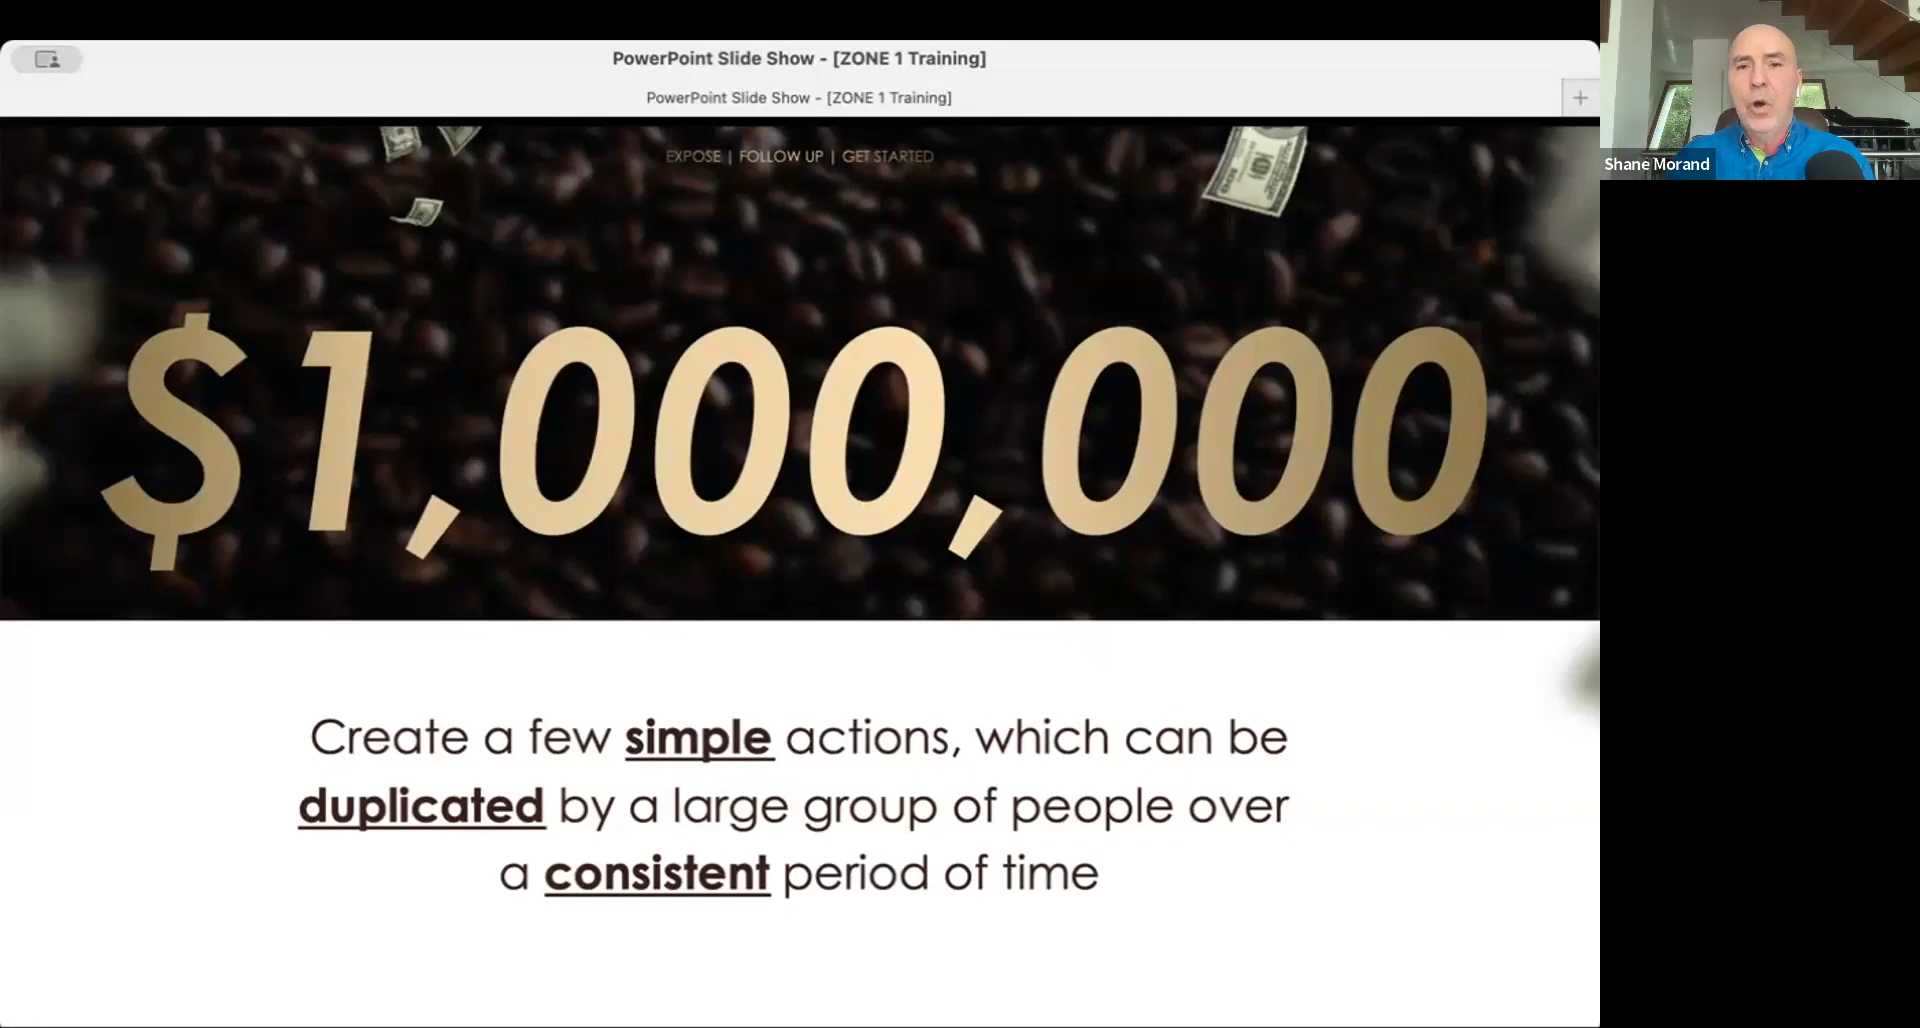 PowerPoint Slide Show - [ZONE 1 Training]
PowerPoint Slide Show - [ZONE 1 Training]
EXPOSE | FOLLOW UP | GET STARTED
$1,000,000
Create a few simple actions, which can be
duplicated by a large group of people over
a consistent period of time
Shane Morand